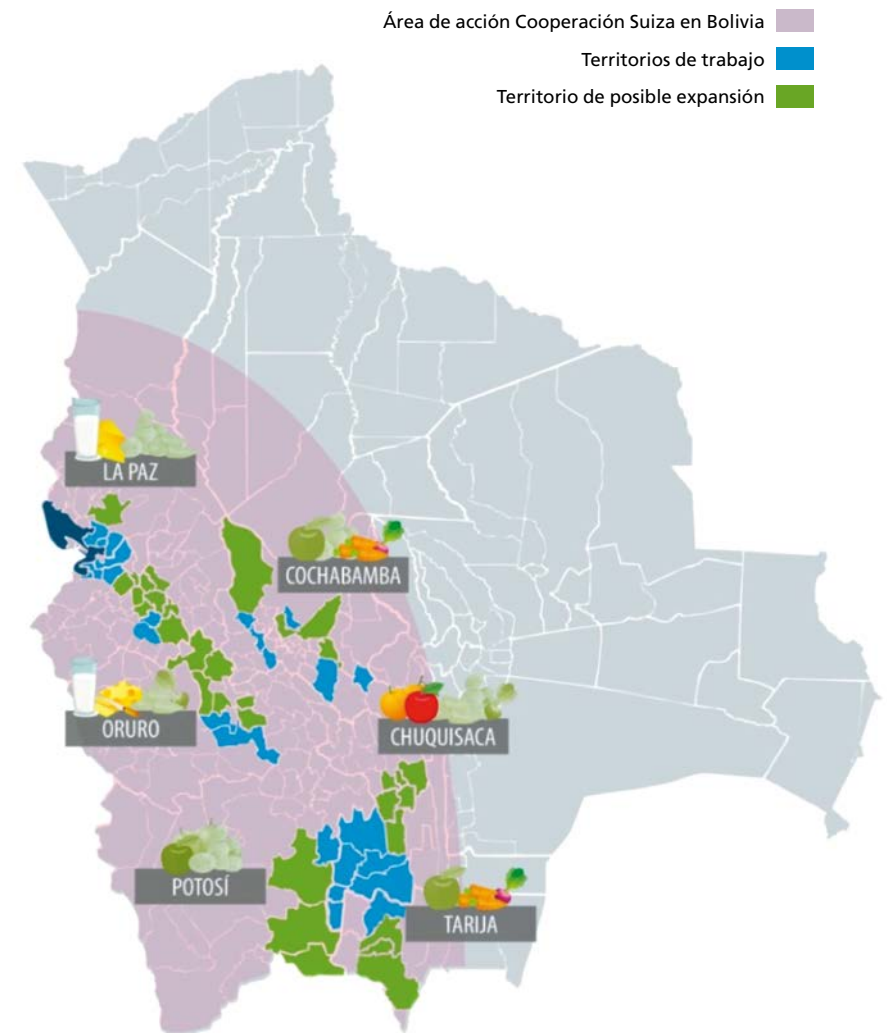 Área de acción Cooperación Suiza en Bolivia
Territorios de trabajo
Territorio de posible expansión
LA PAZ
COCHABAMBA
ORURO
CHUQUISACA
POTOSÍ
TARIJA